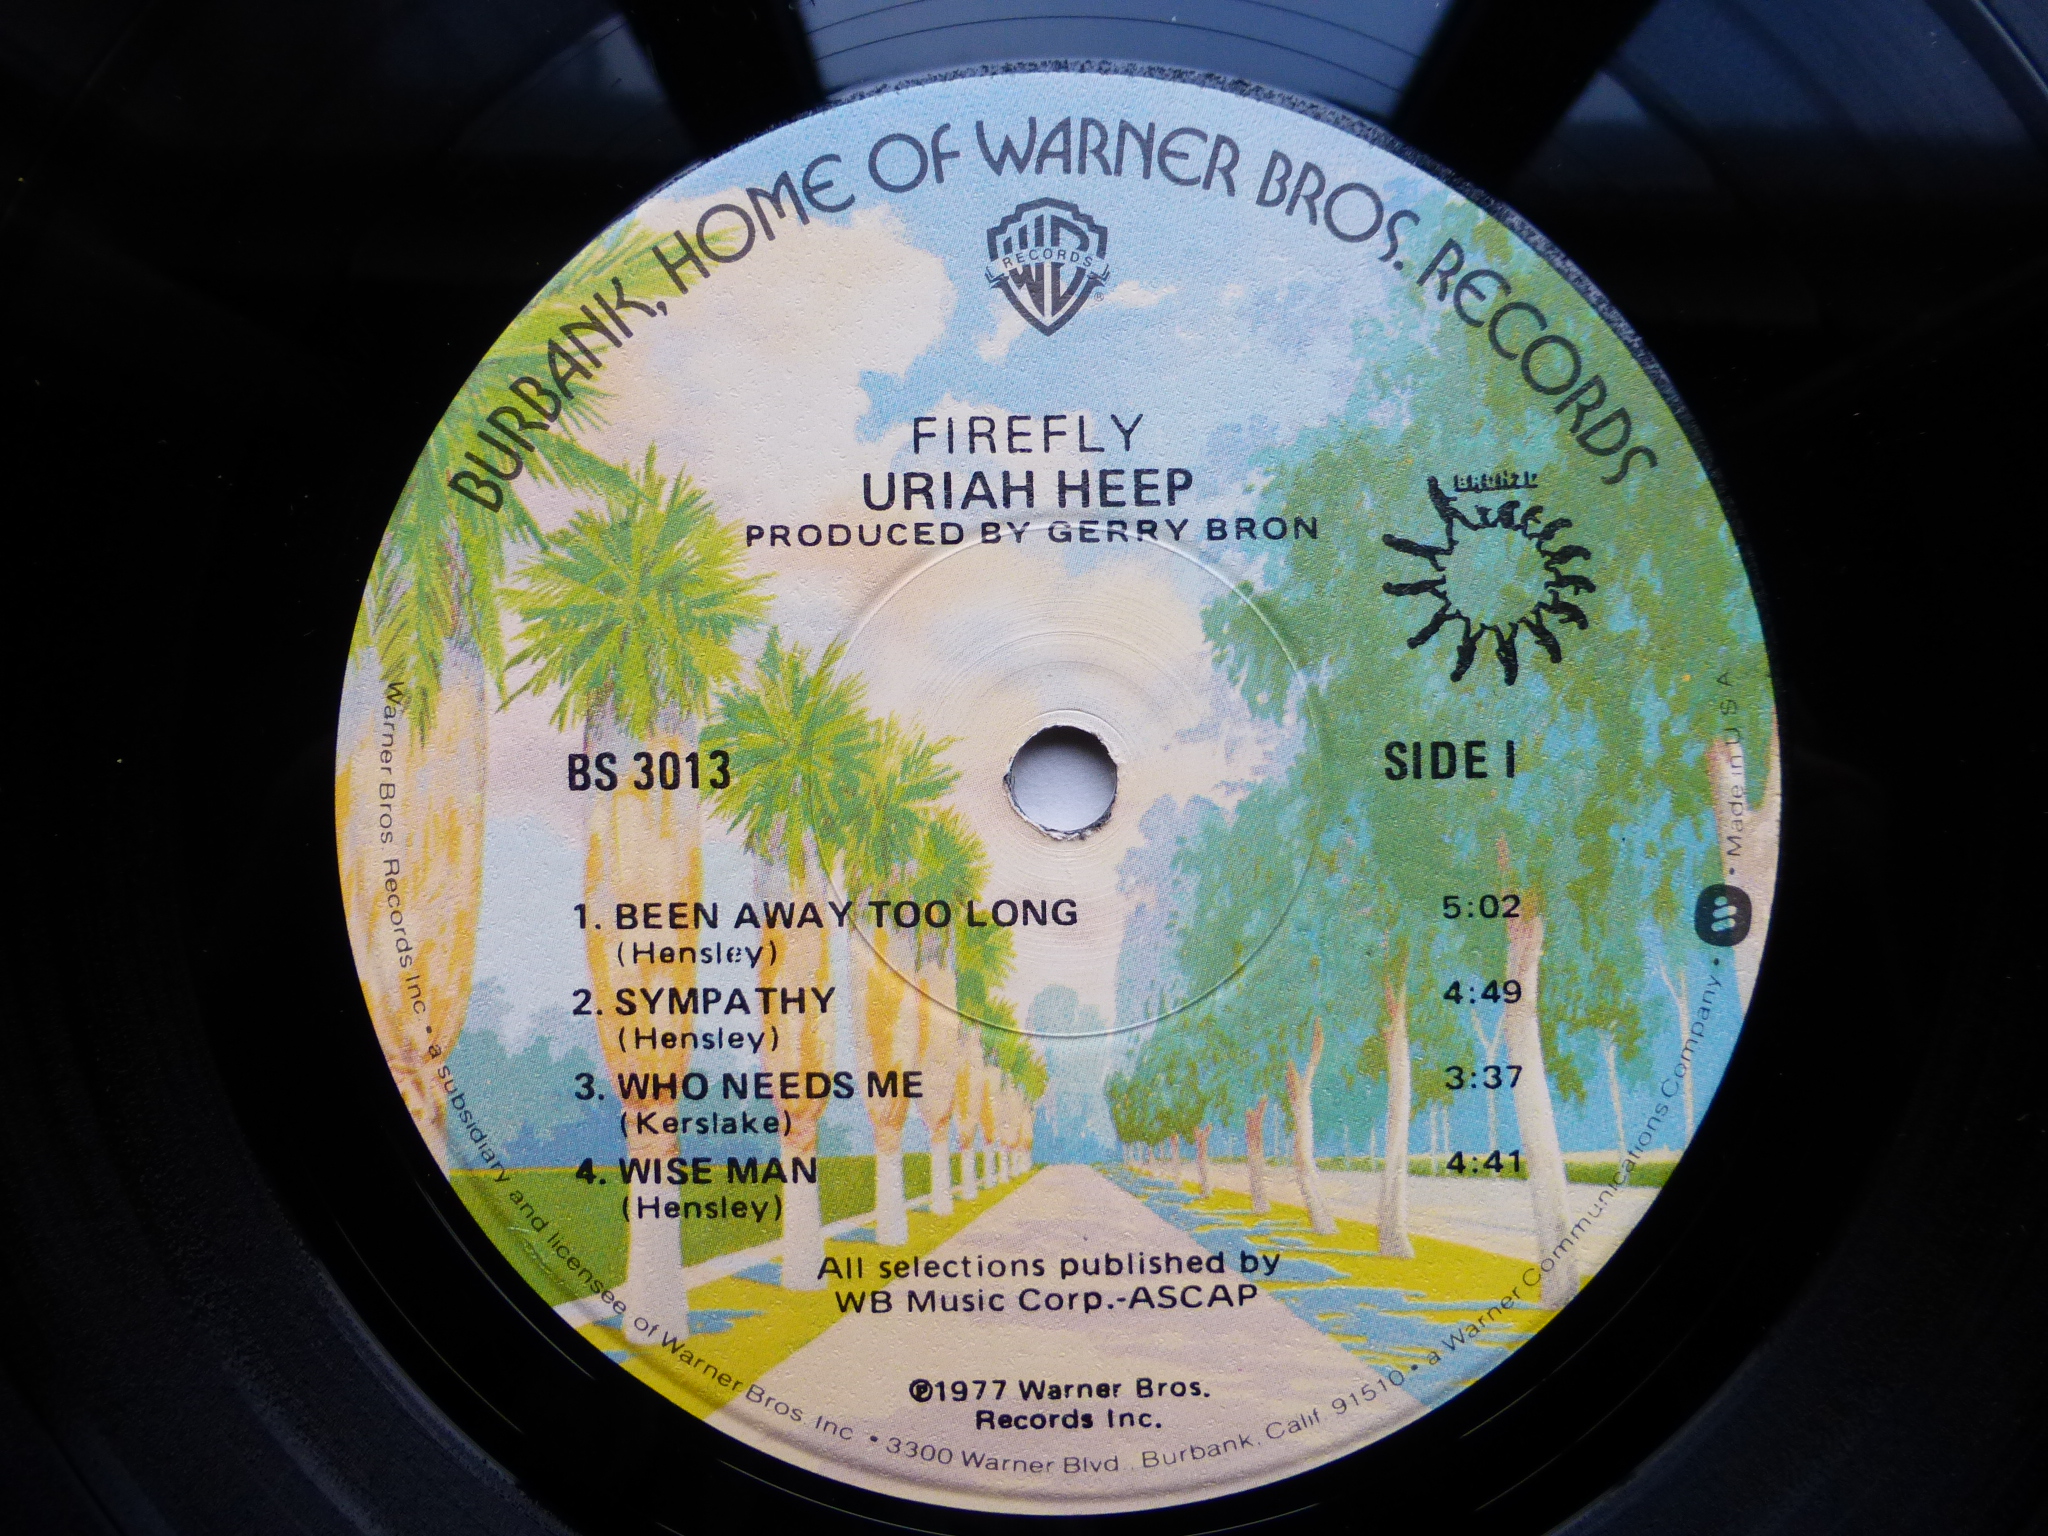 BURBANK, HOME OF WARNER BROS. RECORDS
RECORDS
®
FIREFLY
URIAH HEEP
PRODUCED BY GERRY BRON
BRONZE
BS 3013
SIDE I
1. BEEN AWAY TOO LONG 5:02
(Hensley)
2. SYMPATHY 4:49
(Hensley)
3. WHO NEEDS ME 3:37
(Kerslake)
4. WISE MAN 4:41
(Hensley)
All selections published by
WB Music Corp.-ASCAP
℗1977 Warner Bros.
Records Inc.
Warner Bros. Records Inc. • a subsidiary and licensee of Warner Bros. Inc. • 3300 Warner Blvd., Burbank, Calif. 91510 • a Warner Communications Company • Made in U.S.A.